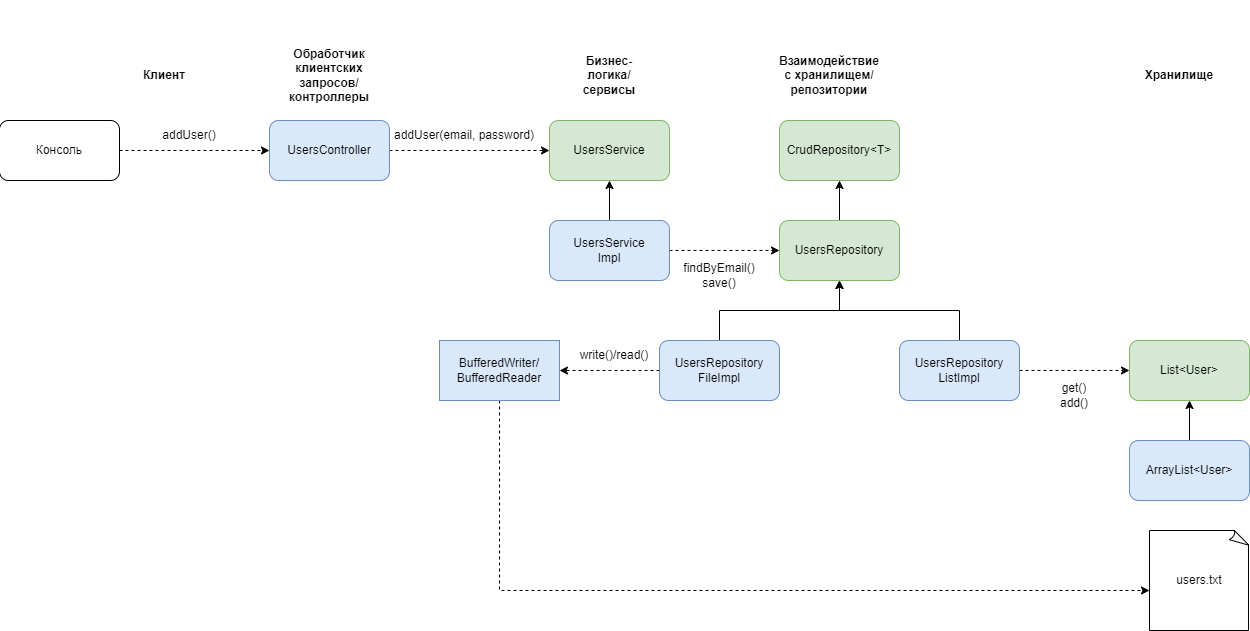 Клиент
Обработчик
клиентских
запросов/
контроллеры
Бизнес-
логика/
сервисы
Взаимодействие
с хранилищем/
репозитории
Хранилище
Консоль
addUser()
UsersController
addUser(email, password)
UsersService
CrudRepository<T>
UsersService
Impl
findByEmail()
save()
UsersRepository
BufferedWriter/
BufferedReader
write()/read()
UsersRepository
FileImpl
UsersRepository
ListImpl
get()
add()
List<User>
ArrayList<User>
users.txt